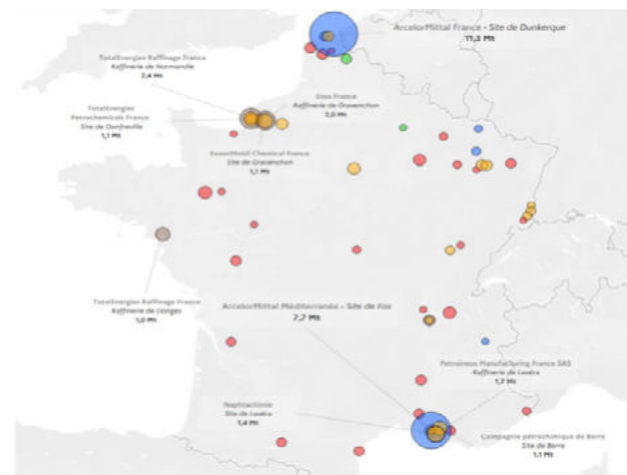 ArcelorMittal France - Site de Dunkerque
11,3 Mt
TotalEnergies Raffinage France
Raffinerie de Normandie
2,4 Mt
TotalEnergies
Petrochemicals France
Site de Gonfreville
1,1 Mt
Esso France
Raffinerie de Gravenchon
2,0 Mt
ExxonMobil Chemical France
Site de Gravenchon
1,1 Mt
TotalEnergies Raffinage France
Raffinerie de Donges
1,0 Mt
ArcelorMittal Méditerranée - Site de Fos
7,7 Mt
Petroineos Manufacturing France SAS
Raffinerie de Lavéra
1,7 Mt
Naphtachimie
Site de Lavéra
1,4 Mt
Compagnie pétrochimique de Berre
Site de Berre
1,1 Mt